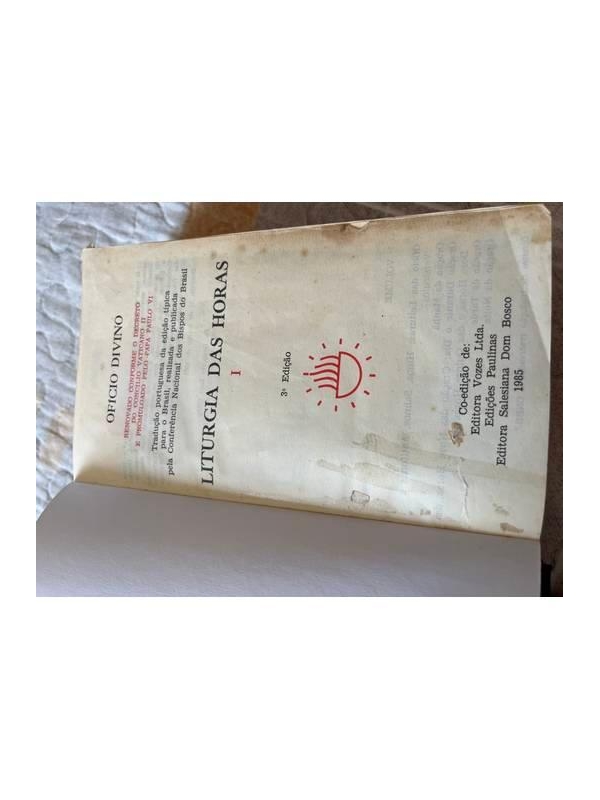 OFÍCIO DIVINO
RENOVADO CONFORME O DECRETO
DO CONCÍLIO VATICANO II
E PROMULGADO PELO PAPA PAULO VI
Tradução portuguesa da edição típica
para o Brasil, realizada e publicada
pela Conferência Nacional dos Bispos do Brasil
LITURGIA DAS HORAS
I
3ª Edição
Co-edição de:
Editora Vozes Ltda.
Edições Paulinas
Editora Salesiana Dom Bosco
1985